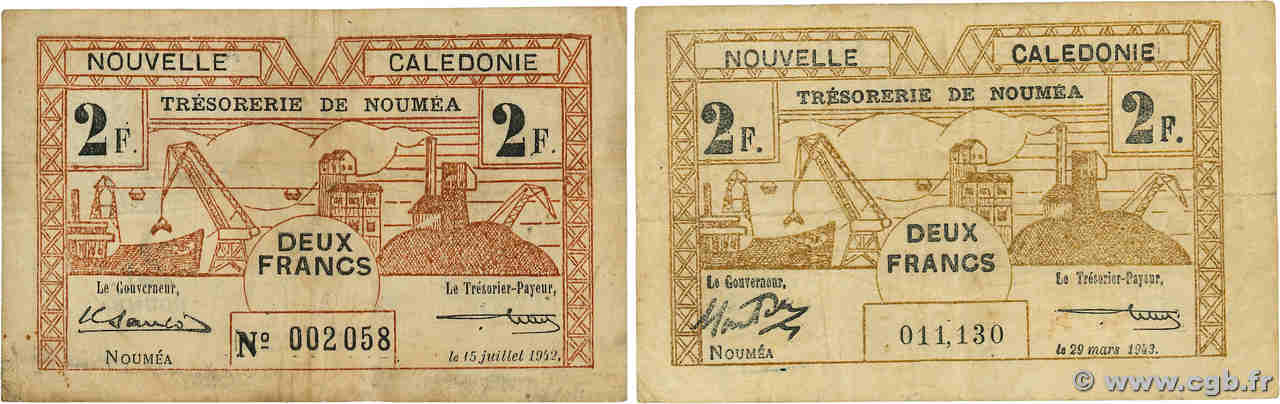 NOUVELLE CALEDONIE
TRÉSORERIE DE NOUMÉA
2F. 2F.
DEUX
FRANCS
Le Gouverneur, Le Trésorier-Payeur,
Nº 002058
NOUMÉA le 15 juillet 1942.
NOUVELLE CALEDONIE
TRÉSORERIE DE NOUMÉA
2F. 2F.
DEUX
FRANCS
Le Gouverneur, Le Trésorier-Payeur,
011,130
NOUMÉA le 29 mars 1943.
© www.cgb.fr